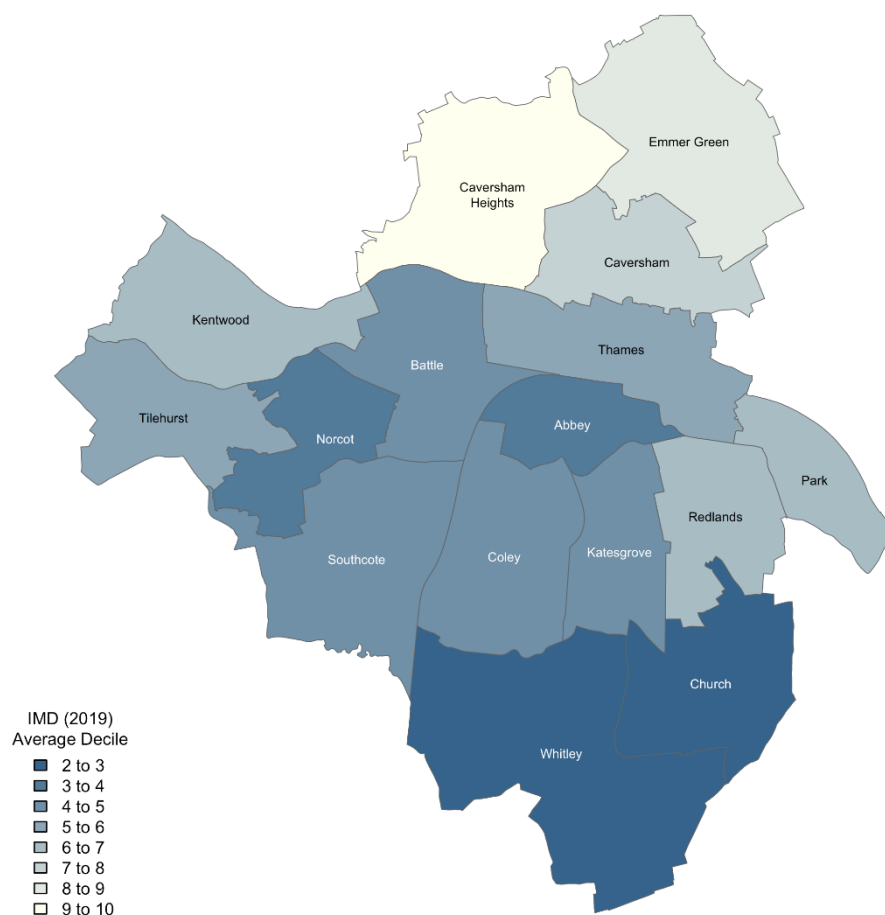 Emmer Green
Caversham
Heights
Caversham
Kentwood
Thames
Battle
Tilehurst
Norcot
Abbey
Park
Redlands
Southcote
Coley
Katesgrove
Church
Whitley
IMD (2019)
Average Decile
2 to 3
3 to 4
4 to 5
5 to 6
6 to 7
7 to 8
8 to 9
9 to 10